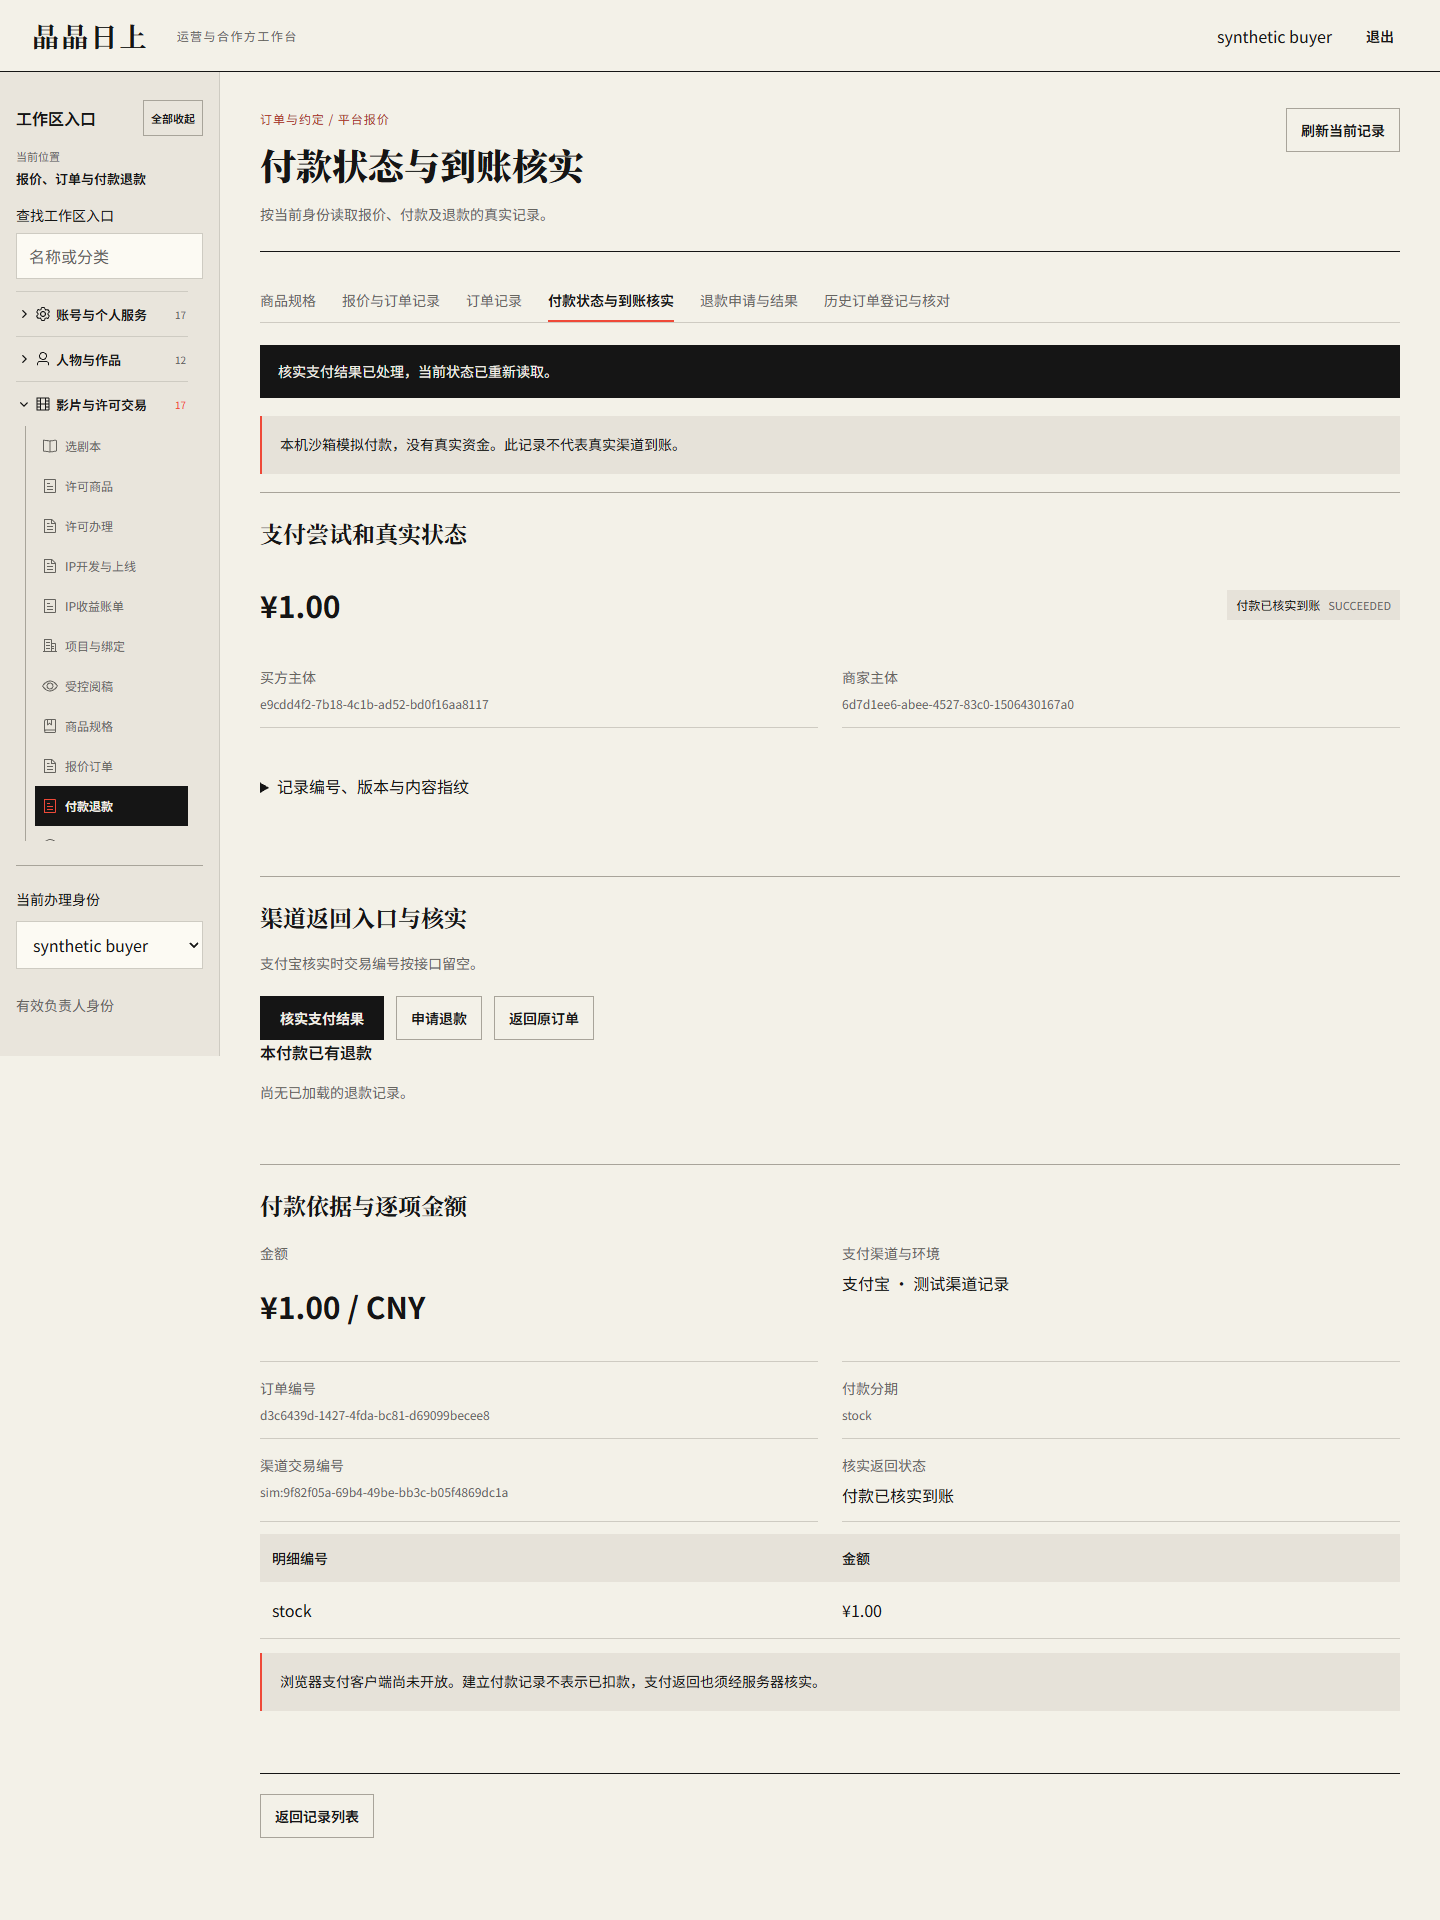 晶晶日上
运营与合作方工作台
synthetic buyer
退出
工作区入口
全部收起
当前位置
报价、订单与付款退款
查找工作区入口
名称或分类
账号与个人服务 17
人物与作品 12
影片与许可交易 17
选剧本
许可商品
许可办理
IP开发与上线
IP收益账单
项目与绑定
受控阅稿
商品规格
报价订单
付款退款
当前办理身份
synthetic buyer
有效负责人身份
订单与约定 / 平台报价
付款状态与到账核实
按当前身份读取报价、付款及退款的真实记录。
刷新当前记录
商品规格 报价与订单记录 订单记录 付款状态与到账核实 退款申请与结果 历史订单登记与核对
核实支付结果已处理，当前状态已重新读取。
本机沙箱模拟付款，没有真实资金。此记录不代表真实渠道到账。
支付尝试和真实状态
¥1.00
付款已核实到账 SUCCEEDED
买方主体
e9cdd4f2-7b18-4c1b-ad52-bd0f16aa8117
商家主体
6d7d1ee6-abee-4527-83c0-1506430167a0
记录编号、版本与内容指纹
渠道返回入口与核实
支付宝核实时交易编号按接口留空。
核实支付结果
申请退款
返回原订单
本付款已有退款
尚无已加载的退款记录。
付款依据与逐项金额
金额
¥1.00 / CNY
支付渠道与环境
支付宝 · 测试渠道记录
订单编号
d3c6439d-1427-4fda-bc81-d69099becee8
付款分期
stock
渠道交易编号
sim:9f82f05a-69b4-49be-bb3c-b05f4869dc1a
核实返回状态
付款已核实到账
明细编号 金额
stock ¥1.00
浏览器支付客户端尚未开放。建立付款记录不表示已扣款，支付返回也须经服务器核实。
返回记录列表